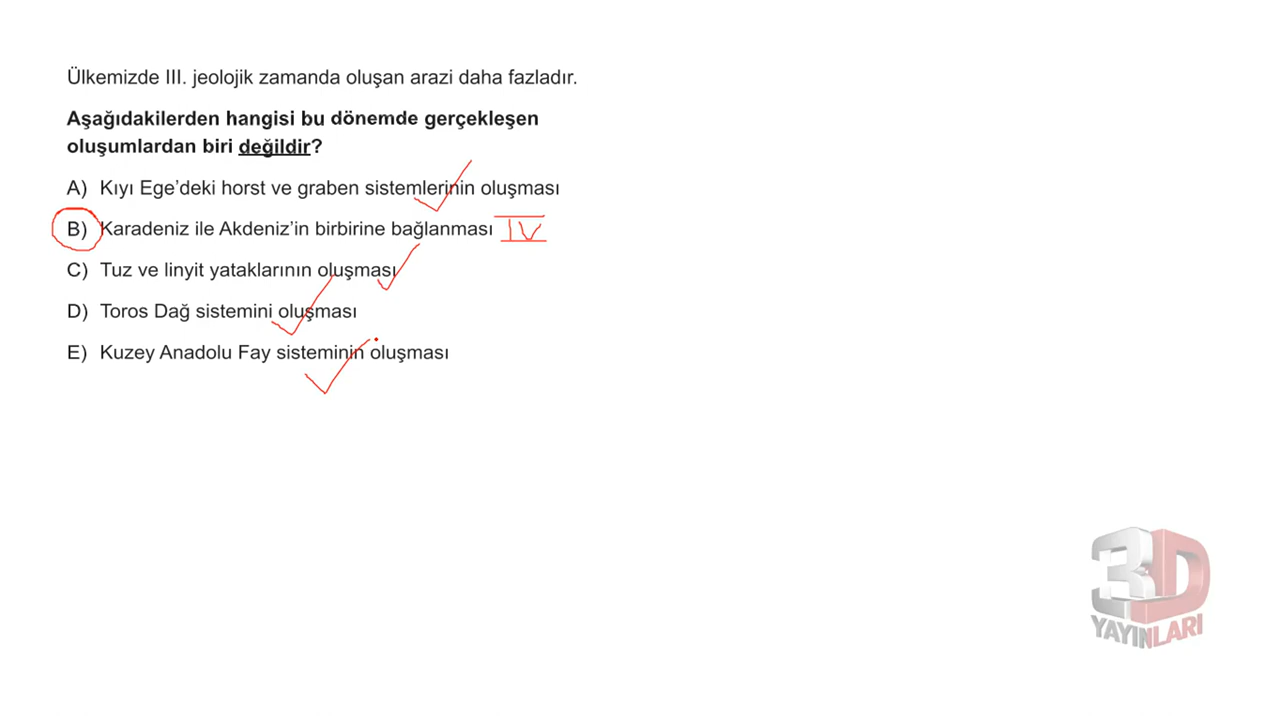 Ülkemizde III. jeolojik zamanda oluşan arazi daha fazladır.
Aşağıdakilerden hangisi bu dönemde gerçekleşen
oluşumlardan biri değildir?
A) Kıyı Ege'deki horst ve graben sistemlerinin oluşması
B) Karadeniz ile Akdeniz'in birbirine bağlanması IV
C) Tuz ve linyit yataklarının oluşması
D) Toros Dağ sistemini oluşması
E) Kuzey Anadolu Fay sisteminin oluşması
3D
YAYINLARI